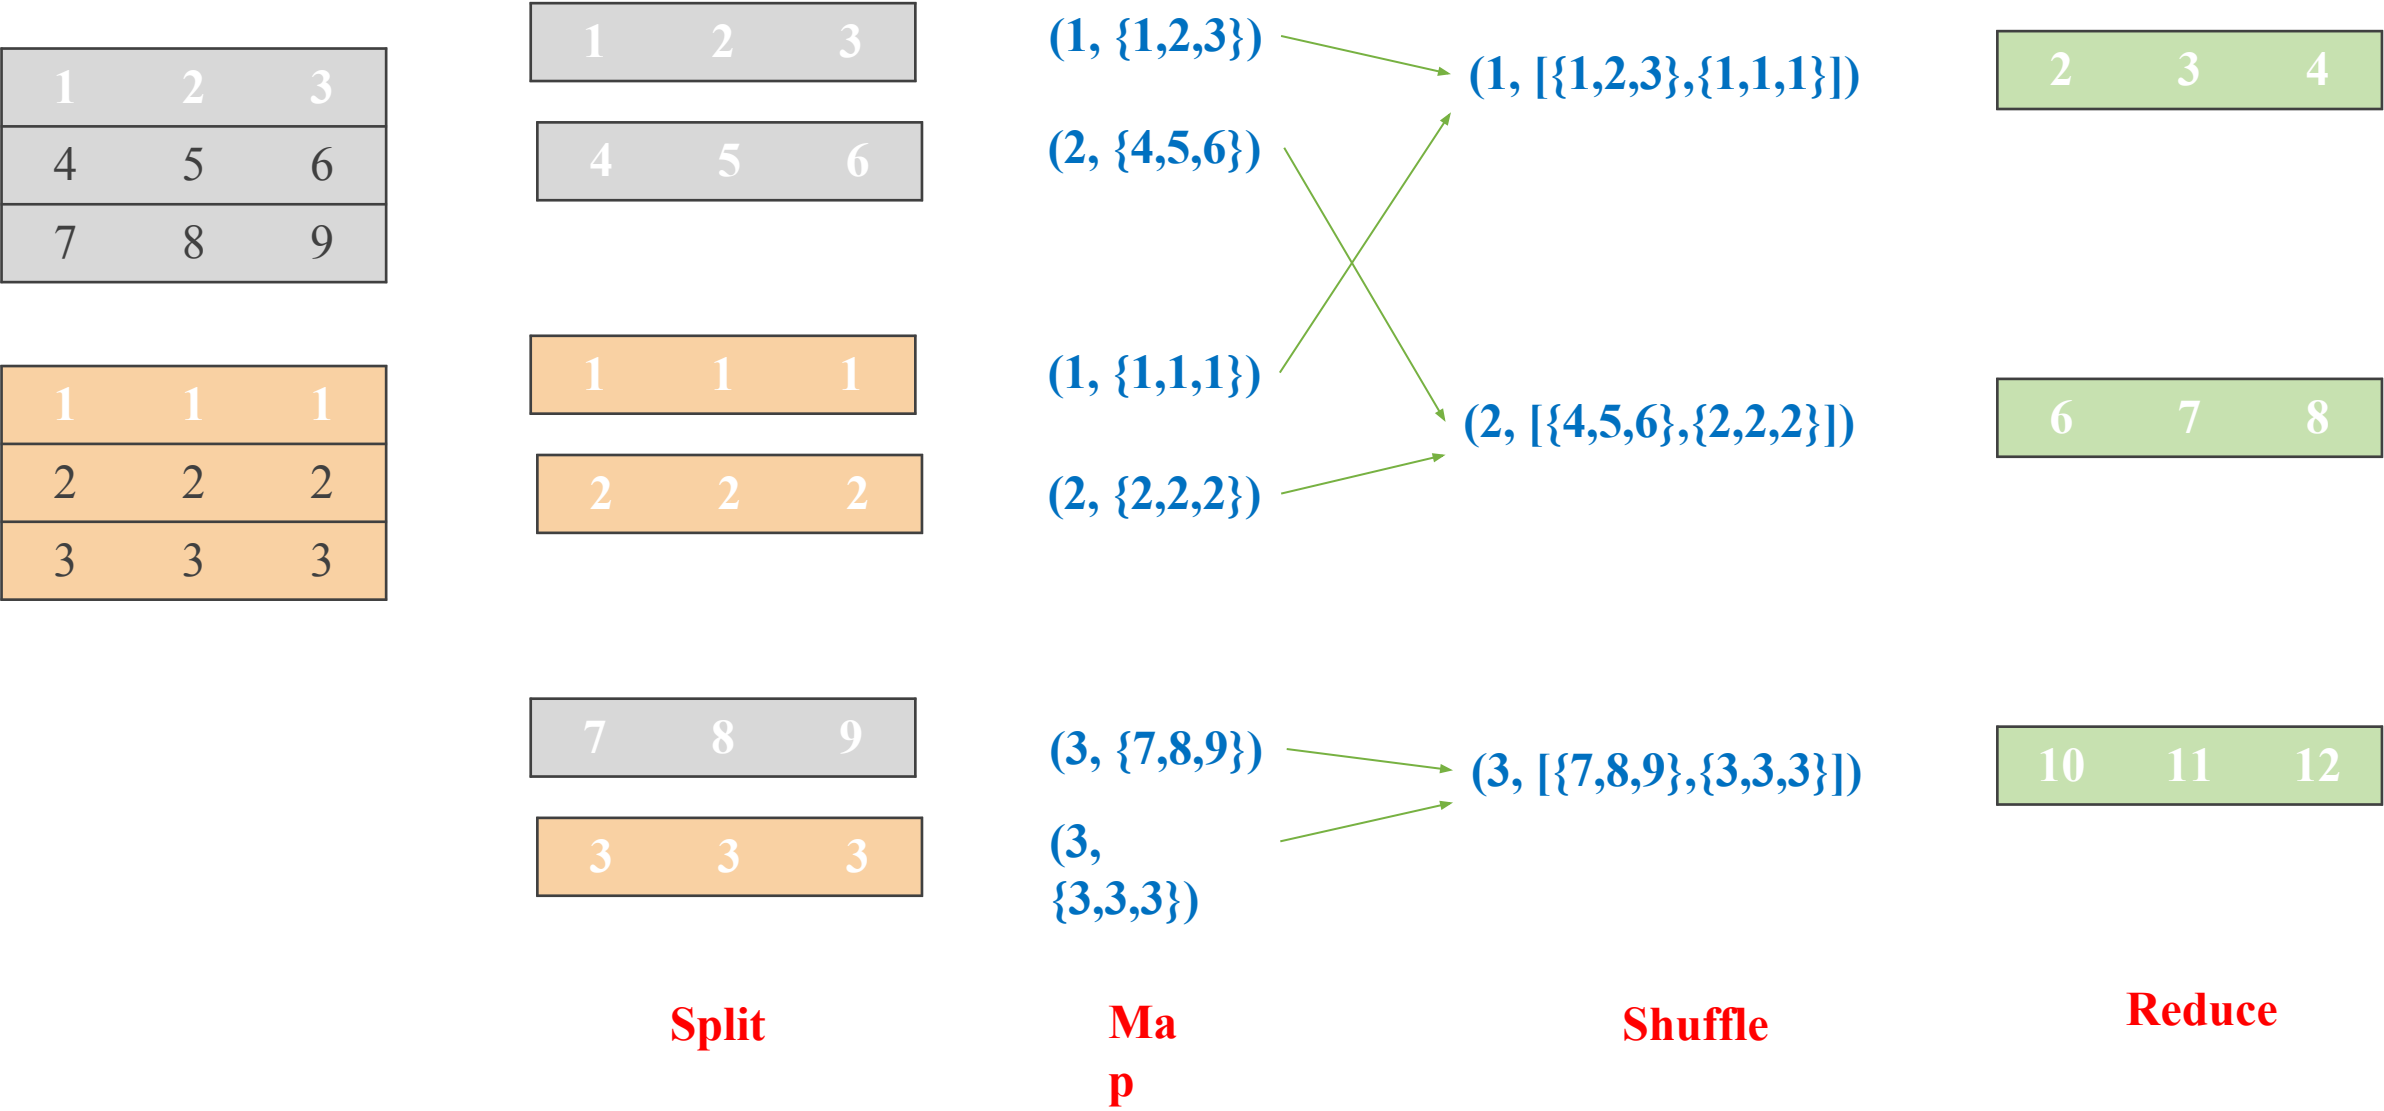 1 2 3
4 5 6
7 8 9
1 1 1
2 2 2
3 3 3
1 2 3
4 5 6
1 1 1
2 2 2
7 8 9
3 3 3
Split
(1, {1,2,3})
(2, {4,5,6})
(1, {1,1,1})
(2, {2,2,2})
(3, {7,8,9})
(3,
{3,3,3})
Ma
p
(1, [{1,2,3},{1,1,1}])
(2, [{4,5,6},{2,2,2}])
(3, [{7,8,9},{3,3,3}])
Shuffle
2 3 4
6 7 8
10 11 12
Reduce